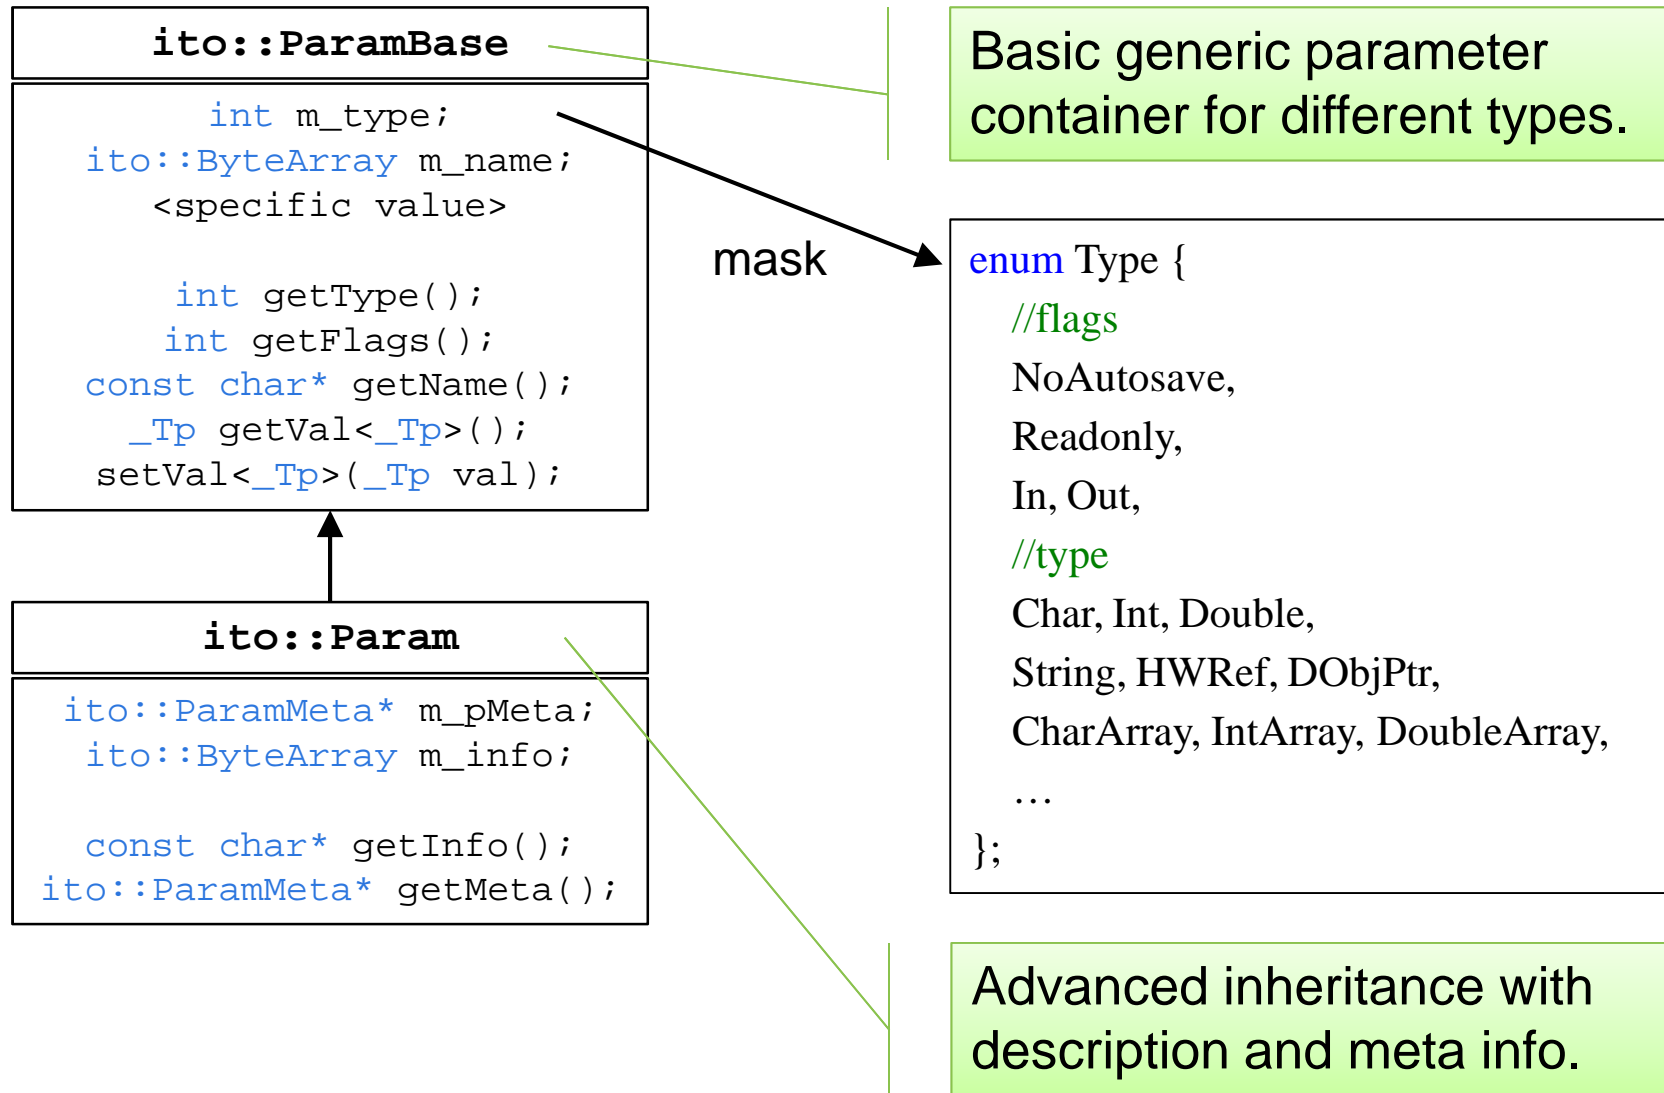 ito::ParamBase
int m_type;
ito::ByteArray m_name;
<specific value>
int getType();
int getFlags();
const char* getName();
_Tp getVal<_Tp>();
setVal<_Tp>(_Tp val);
ito::Param
ito::ParamMeta* m_pMeta;
ito::ByteArray m_info;
const char* getInfo();
ito::ParamMeta* getMeta();
mask
Basic generic parameter
container for different types.
enum Type {
//flags
NoAutosave,
Readonly,
In, Out,
//type
Char, Int, Double,
String, HWRef, DObjPtr,
CharArray, IntArray, DoubleArray,
…
};
Advanced inheritance with
description and meta info.